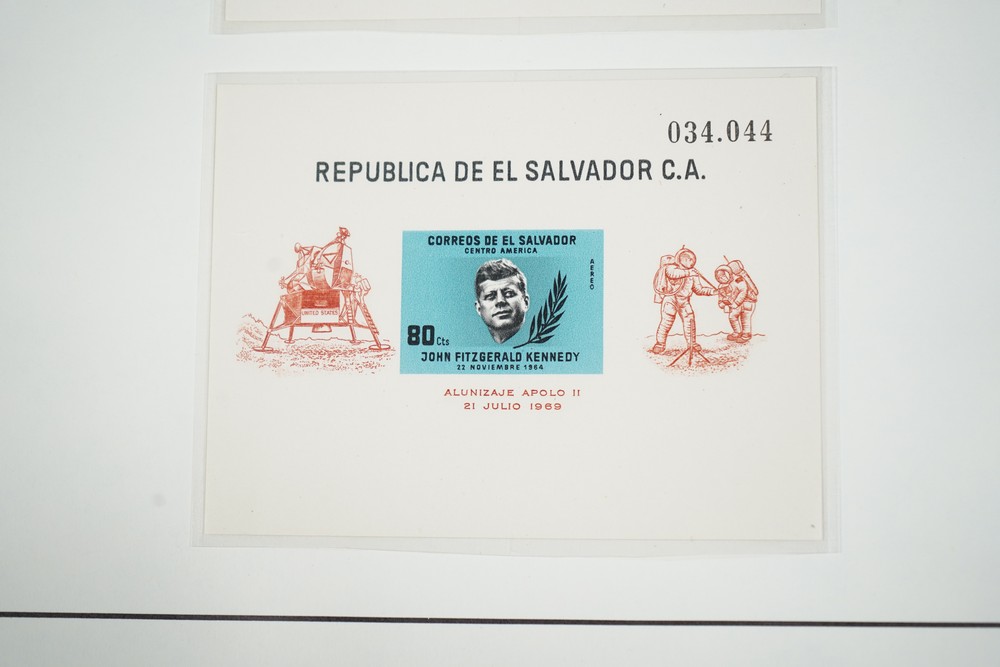 034.044
REPUBLICA DE EL SALVADOR C.A.
UNITED STATES
CORREOS DE EL SALVADOR
CENTRO AMERICA
AEREO
80 Cts
JOHN FITZGERALD KENNEDY
22 NOVIEMBRE 1964
ALUNIZAJE APOLO 11
21 JULIO 1969